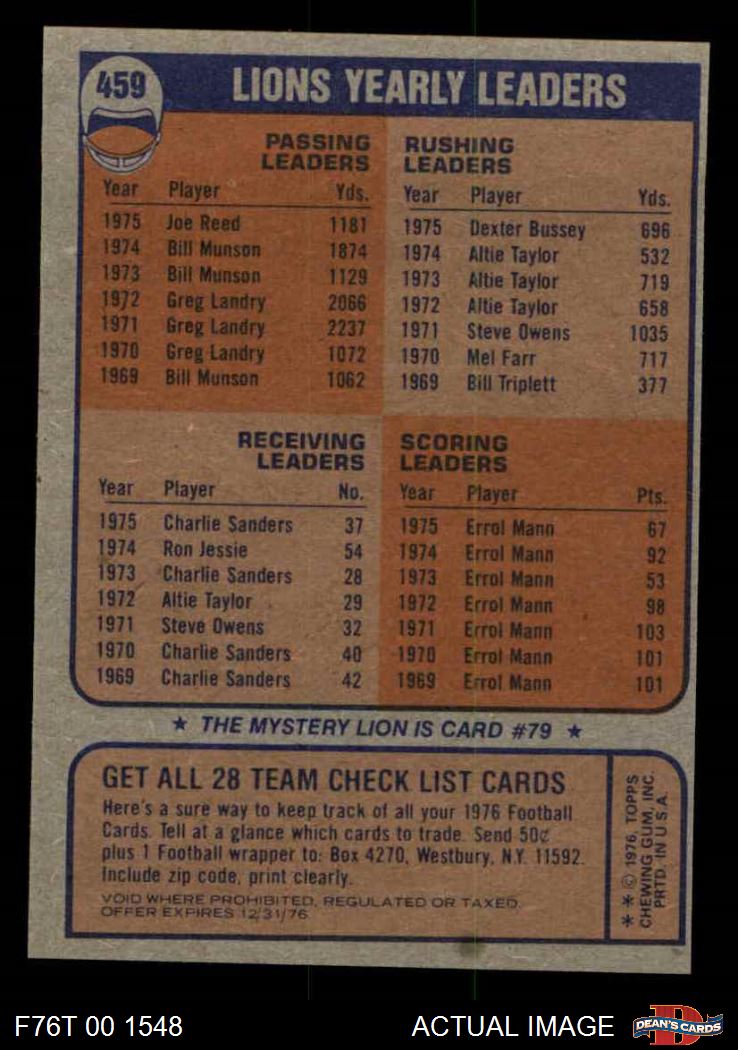 459
LIONS YEARLY LEADERS
PASSING
LEADERS
Year Player Yds.
1975 Joe Reed 1181
1974 Bill Munson 1874
1973 Bill Munson 1129
1972 Greg Landry 2066
1971 Greg Landry 2237
1970 Greg Landry 1072
1969 Bill Munson 1062
RUSHING
LEADERS
Year Player Yds.
1975 Dexter Bussey 696
1974 Altie Taylor 532
1973 Altie Taylor 719
1972 Altie Taylor 658
1971 Steve Owens 1035
1970 Mel Farr 717
1969 Bill Triplett 377
RECEIVING
LEADERS
Year Player No.
1975 Charlie Sanders 37
1974 Ron Jessie 54
1973 Charlie Sanders 28
1972 Altie Taylor 29
1971 Steve Owens 32
1970 Charlie Sanders 40
1969 Charlie Sanders 42
SCORING
LEADERS
Year Player Pts.
1975 Errol Mann 67
1974 Errol Mann 92
1973 Errol Mann 53
1972 Errol Mann 98
1971 Errol Mann 103
1970 Errol Mann 101
1969 Errol Mann 101
★ THE MYSTERY LION IS CARD #79 ★
GET ALL 28 TEAM CHECK LIST CARDS
Here's a sure way to keep track of all your 1976 Football
Cards. Tell at a glance which cards to trade. Send 50¢
plus 1 Football wrapper to: Box 4270, Westbury, N.Y. 11592.
Include zip code, print clearly.
VOID WHERE PROHIBITED, REGULATED OR TAXED.
OFFER EXPIRES 12/31/76
* * © 1976, TOPPS
CHEWING GUM, INC.
PRTD. IN U.S.A.
F76T 00 1548
ACTUAL IMAGE
D
DEAN'S CARDS